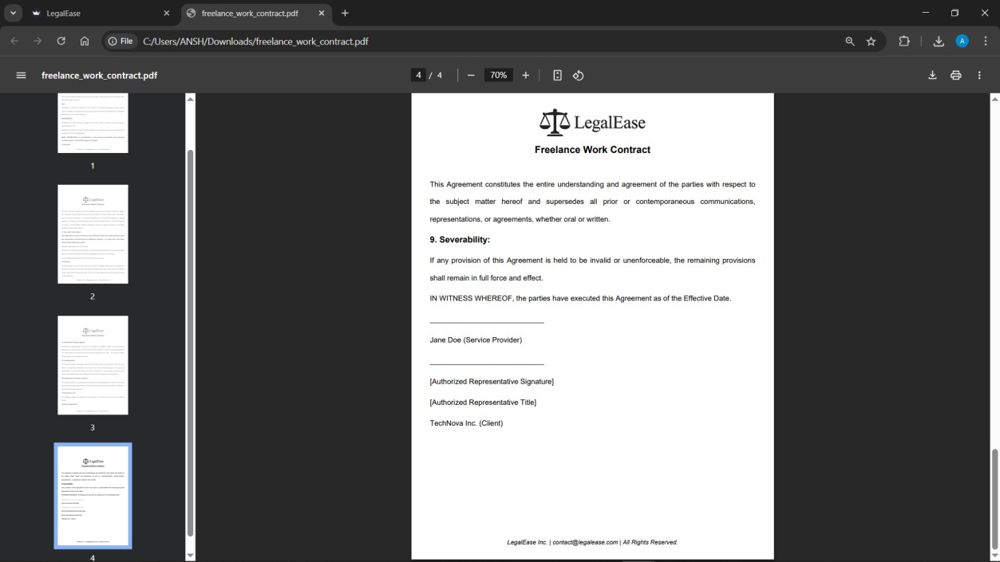 LegalEase
freelance_work_contract.pdf
File
C:/Users/ANSH/Downloads/freelance_work_contract.pdf
A
freelance_work_contract.pdf
4 / 4
70%
1
2
3
4
LegalEase
Freelance Work Contract
This Agreement constitutes the entire understanding and agreement of the parties with respect to
the subject matter hereof and supersedes all prior or contemporaneous communications,
representations, or agreements, whether oral or written.
9. Severability:
If any provision of this Agreement is held to be invalid or unenforceable, the remaining provisions
shall remain in full force and effect.
IN WITNESS WHEREOF, the parties have executed this Agreement as of the Effective Date.
Jane Doe (Service Provider)
[Authorized Representative Signature]
[Authorized Representative Title]
TechNova Inc. (Client)
LegalEase Inc. | contact@legalease.com | All Rights Reserved.